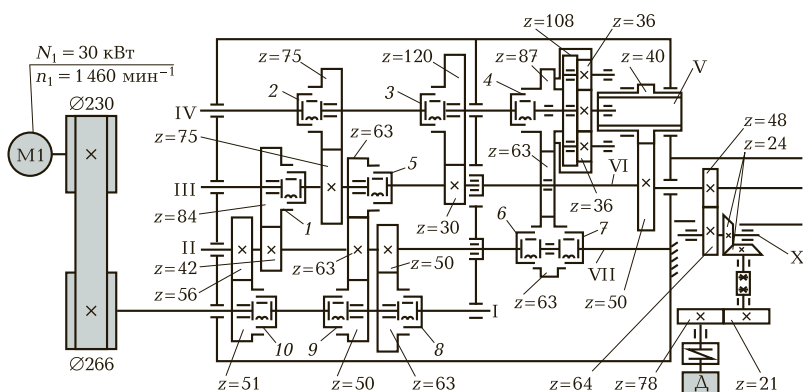 z=108
z=36
N₁ = 30 кВт
z=75
z=120
z=87
z=40
V
n₁ = 1 460 мин⁻¹
Ø230
2
3
4
z=48
IV
z=24
M1
z=75
z=63
z=63
5
VI
III
z=84
1
z=30
z=36
6
7
II
X
z=42
z=63
z=50
VII
z=56
z=63
z=50
I
10
9
8
Ø266
z=51
z=50
z=63
z=64
z=78
Д
z=21